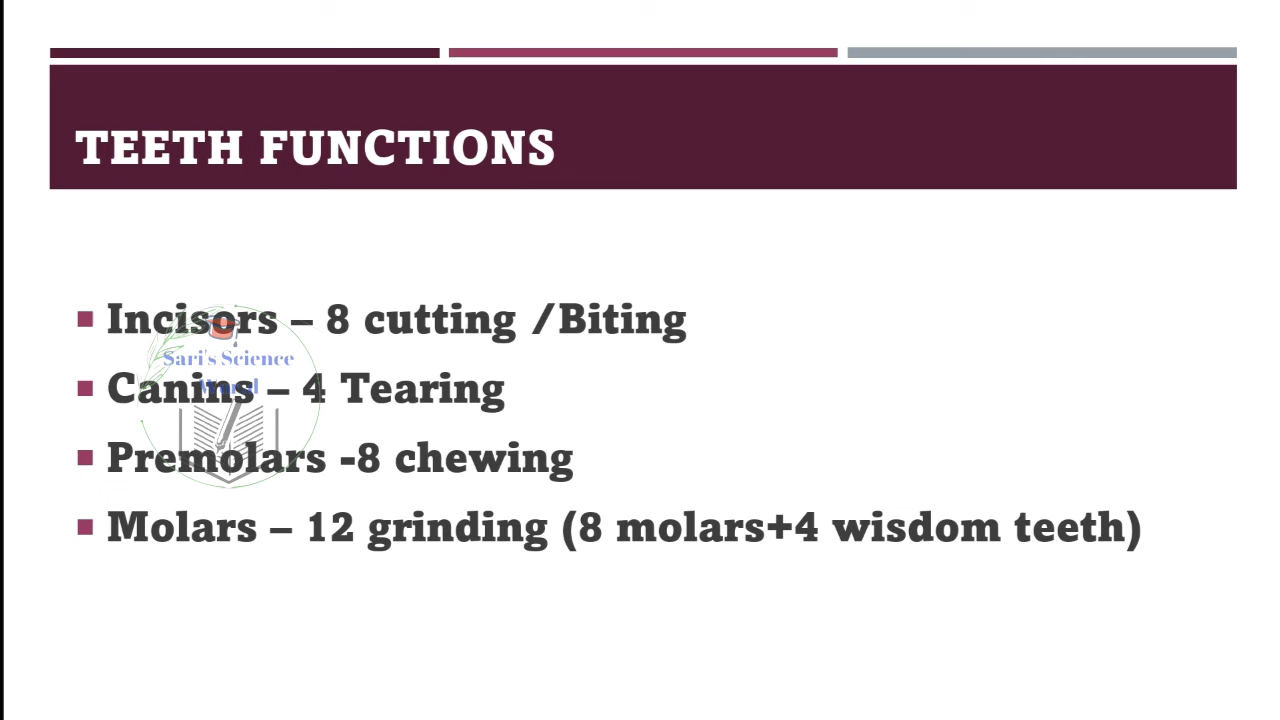 TEETH FUNCTIONS
Incisors – 8 cutting /Biting
Sari's Science
Canins – 4 Tearing
Premolars -8 chewing
Molars – 12 grinding (8 molars+4 wisdom teeth)